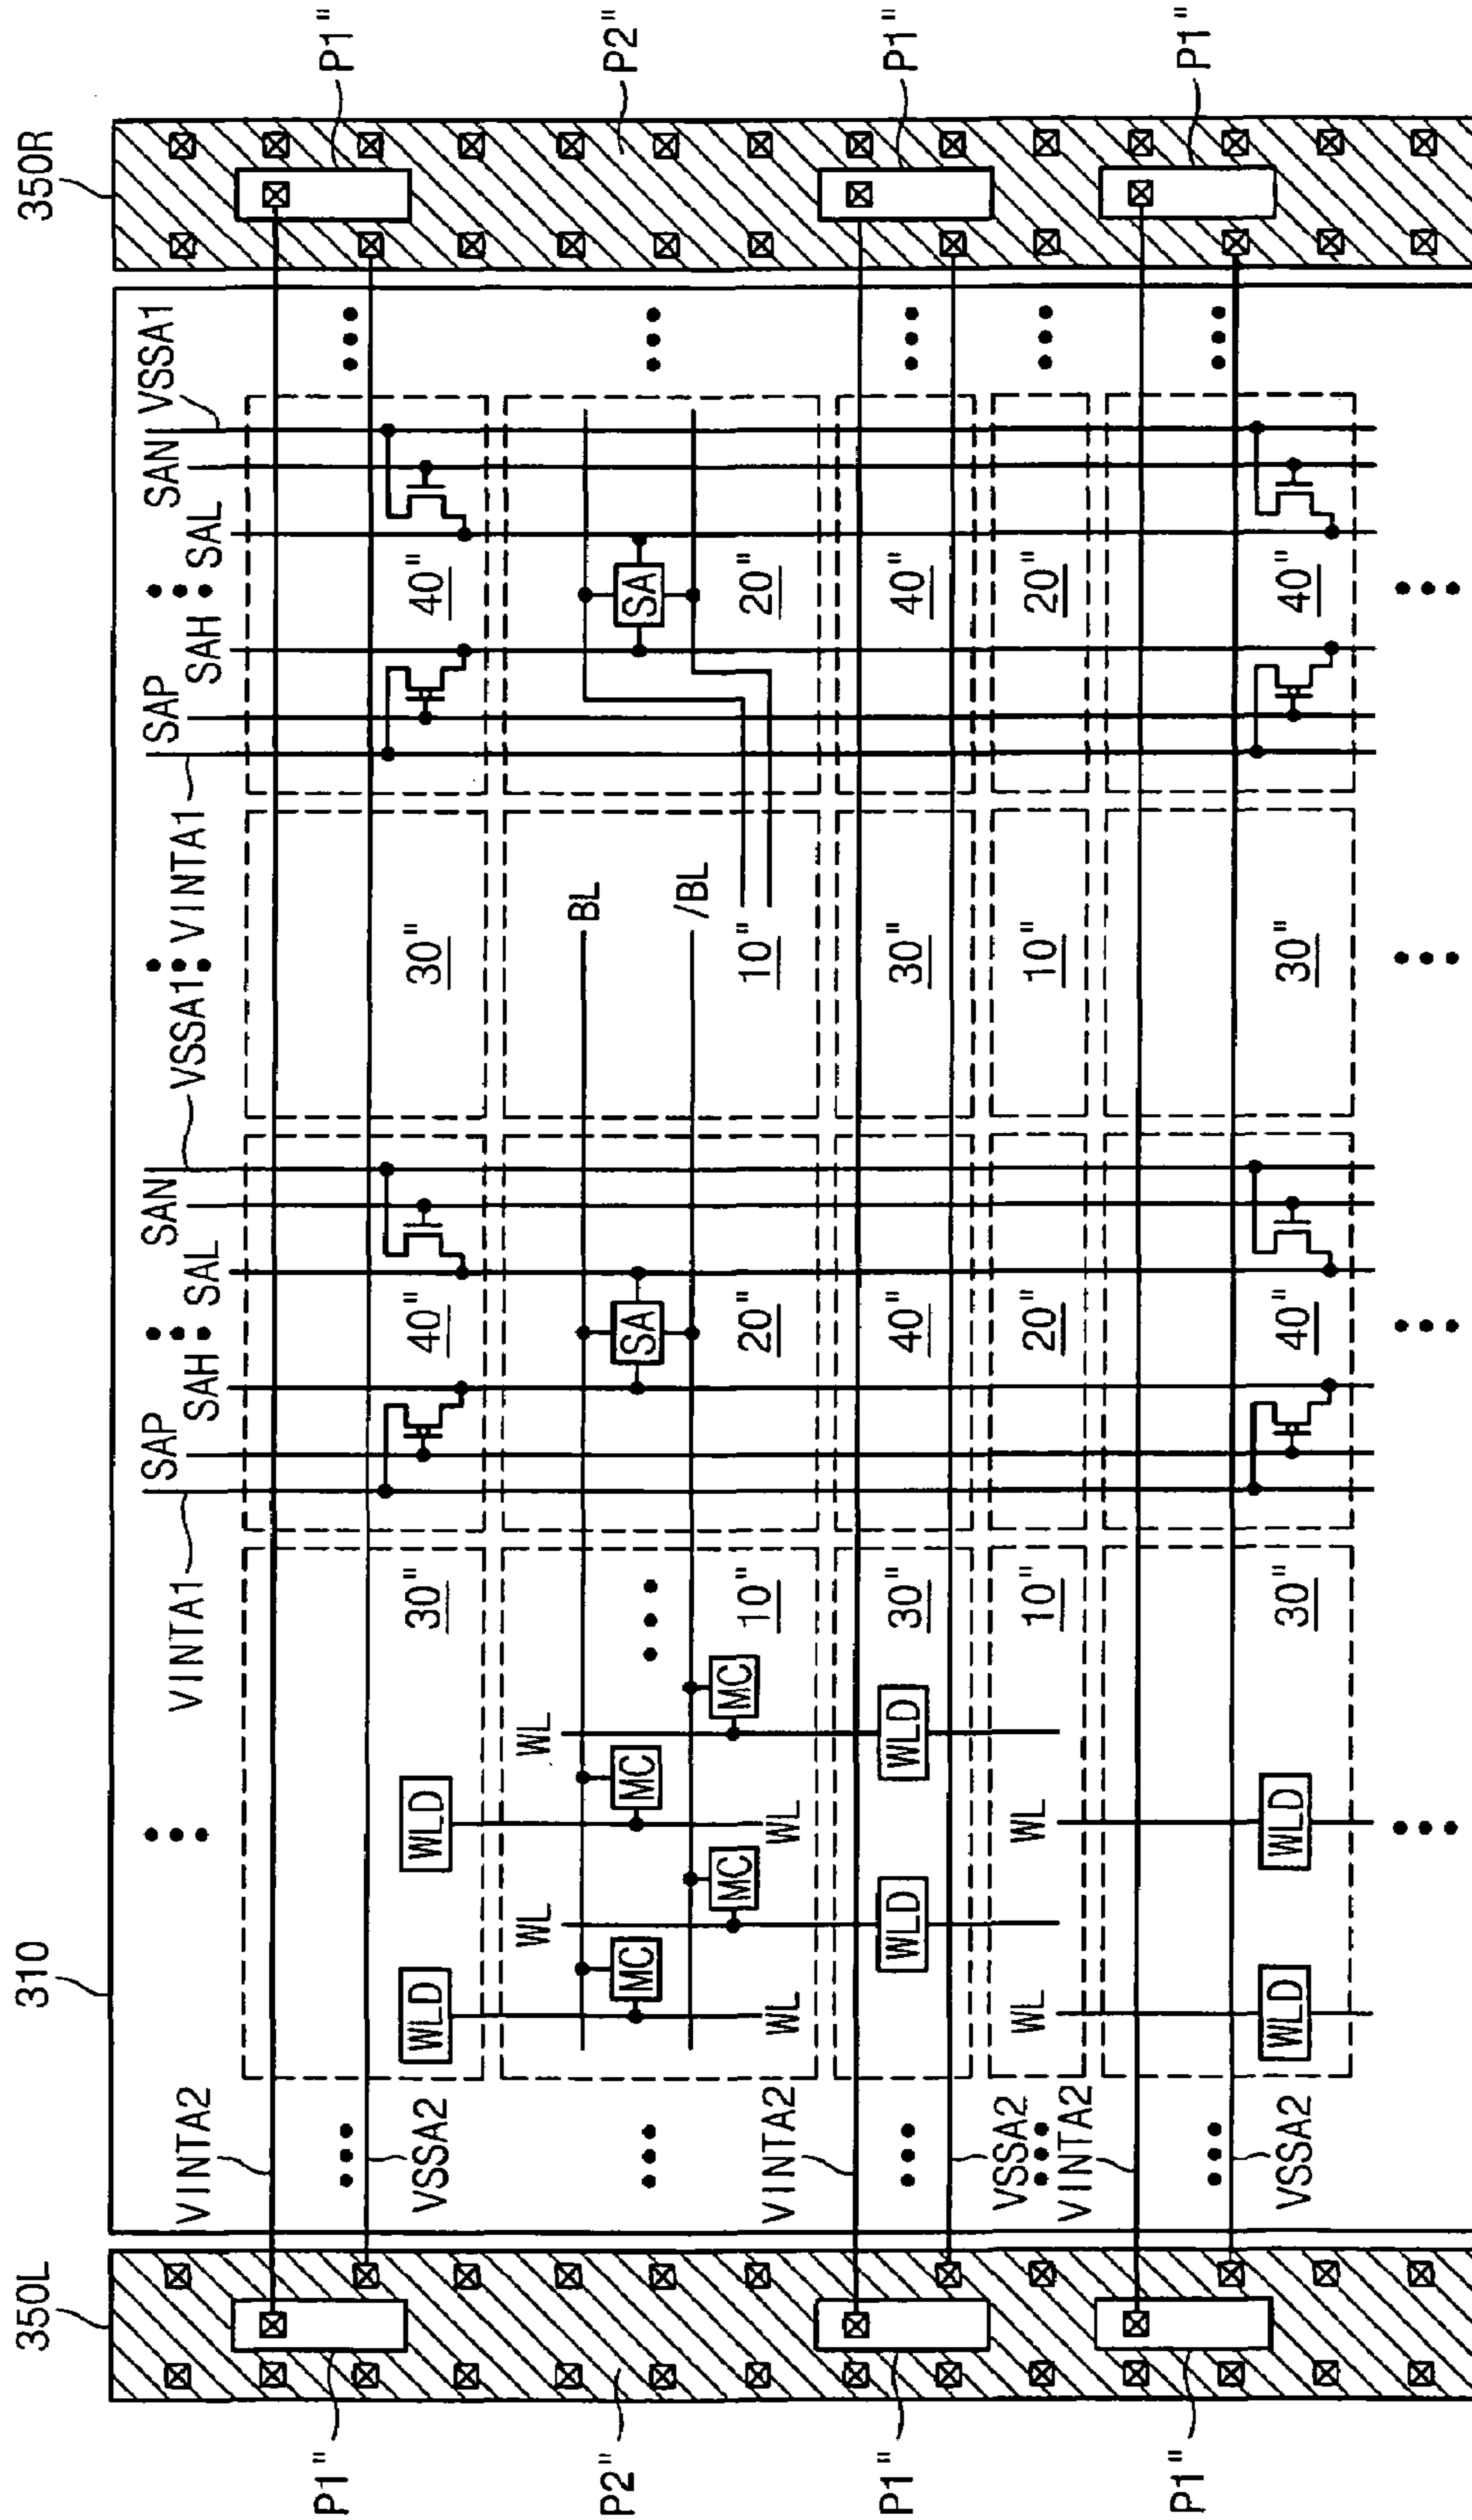 350L 310 350R
SAP SAN SAP SAN VSSA1
VINTA2 VINTA1 SAH SAL VSSA1 VINTA1 SAH SAL
P1" P1"
VSSA2 WLD WLD 30" 40" 30" 40"
WL WL
BL
P2" MC MC SA SA P2"
/BL
MC MC
VINTA2 WL WL 10" 20" 10" 20"
P1" WLD WLD 30" 40" 30" 40" P1"
VSSA2 WL WL 10" 20" 10" 20"
VINTA2
P1" P1"
VSSA2 WLD WLD 30" 40" 30" 40"